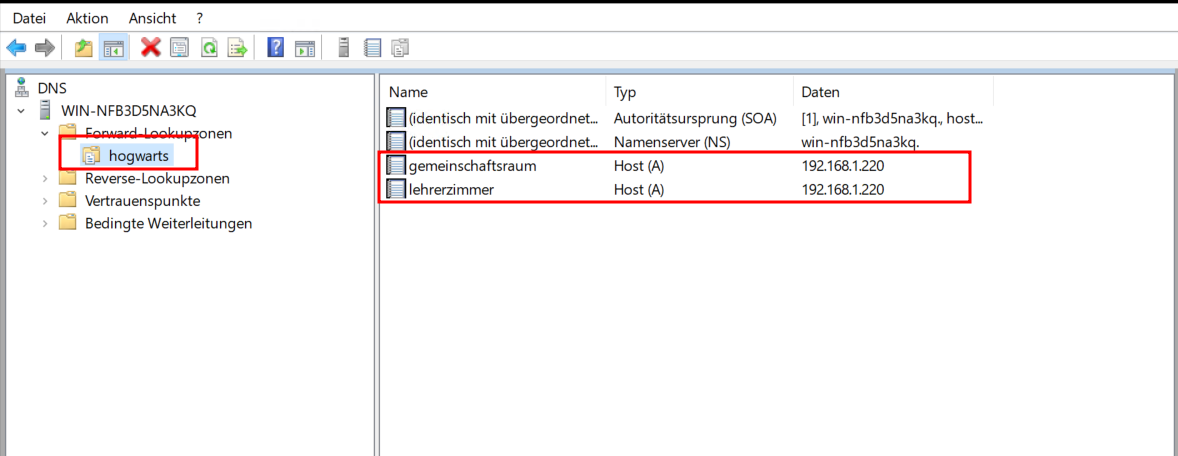 Datei Aktion Ansicht ?
DNS
WIN-NFB3D5NA3KQ
Forward-Lookupzonen
hogwarts
Reverse-Lookupzonen
Vertrauenspunkte
Bedingte Weiterleitungen
Name Typ Daten
(identisch mit übergeordnet... Autoritätsursprung (SOA) [1], win-nfb3d5na3kq., host...
(identisch mit übergeordnet... Namenserver (NS) win-nfb3d5na3kq.
gemeinschaftsraum Host (A) 192.168.1.220
lehrerzimmer Host (A) 192.168.1.220